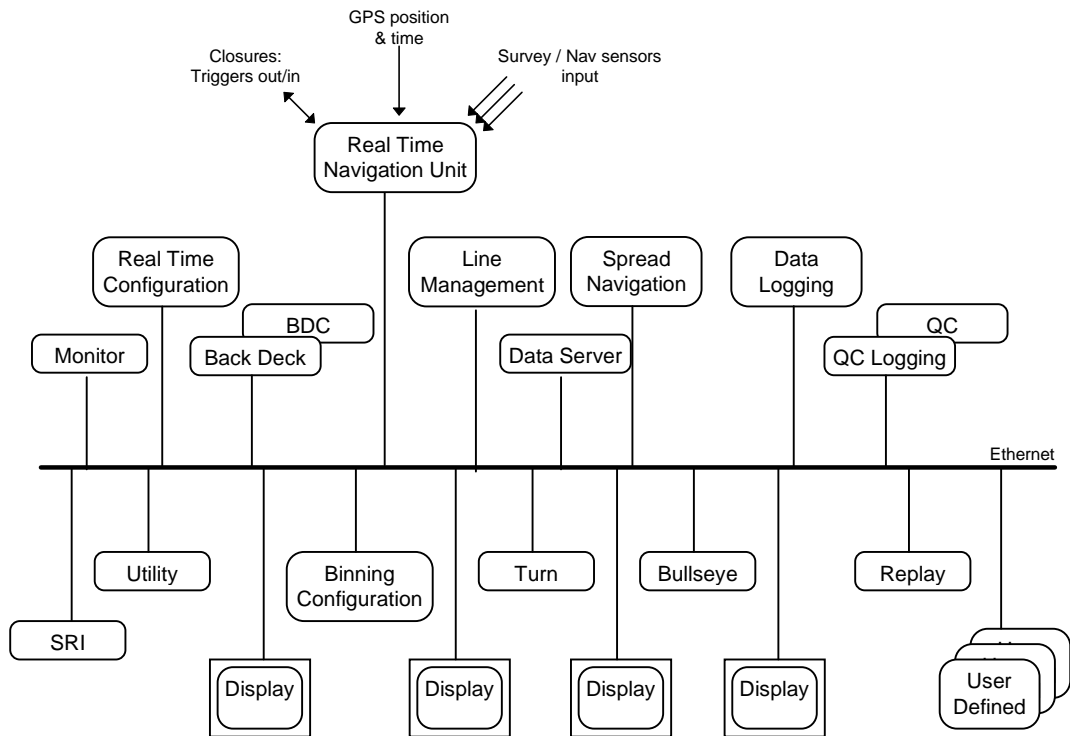 GPS position
& time
Closures:
Triggers out/in
Survey / Nav sensors
input
Real Time
Navigation Unit
Real Time
Configuration
Line
Management
Spread
Navigation
Data
Logging
BDC
QC
Monitor
Back Deck
Data Server
QC Logging
Ethernet
Utility
Binning
Configuration
Turn
Bullseye
Replay
SRI
Display
Display
Display
Display
User
Defined